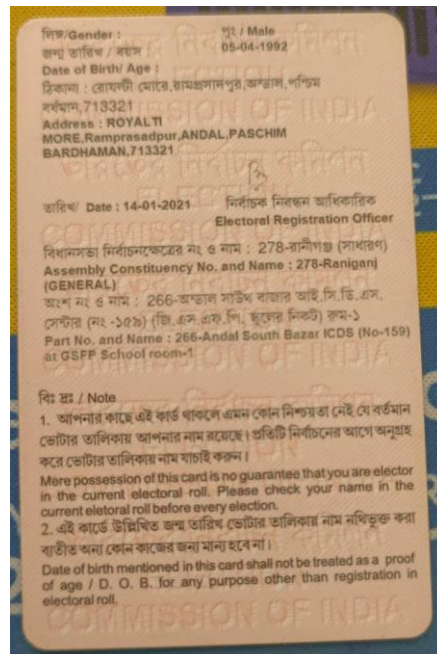 লিঙ্গ/Gender : পুং / Male
জন্ম তারিখ / বয়স : 05-04-1992
Date of Birth/ Age :
ঠিকানা : রোয়ল্টী মোরে,রামপ্রসাদপুর,অন্ডাল,পশ্চিম
বর্ধমান,713321
Address : ROYALTI
MORE,Ramprasadpur,ANDAL,PASCHIM
BARDHAMAN,713321
তারিখ/ Date : 14-01-2021 নির্বাচক নিবন্ধন আধিকারিক
Electoral Registration Officer
বিধানসভা নির্বাচনক্ষেত্রের নং ও নাম : 278-রানীগঞ্জ (সাধারণ)
Assembly Constituency No. and Name : 278-Raniganj
(GENERAL)
অংশ নং ও নাম : 266-অন্ডাল সাউথ বাজার আই.সি.ডি.এস.
সেন্টার (নং -১৫৯) (জি.এস.এফ.পি. স্কুলের নিকট) রুম-১
Part No. and Name : 266-Andal South Bazar ICDS (No-159)
at GSFP School room-1
বিঃ দ্রঃ / Note
1. আপনার কাছে এই কার্ড থাকলে এমন কোন নিশ্চয়তা নেই যে বর্তমান
ভোটার তালিকায় আপনার নাম রয়েছে। প্রতিটি নির্বাচনের আগে অনুগ্রহ
করে ভোটার তালিকায় নাম যাচাই করুন।
Mere possession of this card is no guarantee that you are elector
in the current electoral roll. Please check your name in the
current eletoral roll before every election.
2. এই কার্ডে উল্লিখিত জন্ম তারিখ ভোটার তালিকায় নাম নথিভুক্ত করা
ব্যতীত অন্য কোন কাজের জন্য মান্য হবে না।
Date of birth mentioned in this card shall not be treated as a proof
of age / D. O. B. for any purpose other than registration in
electoral roll.